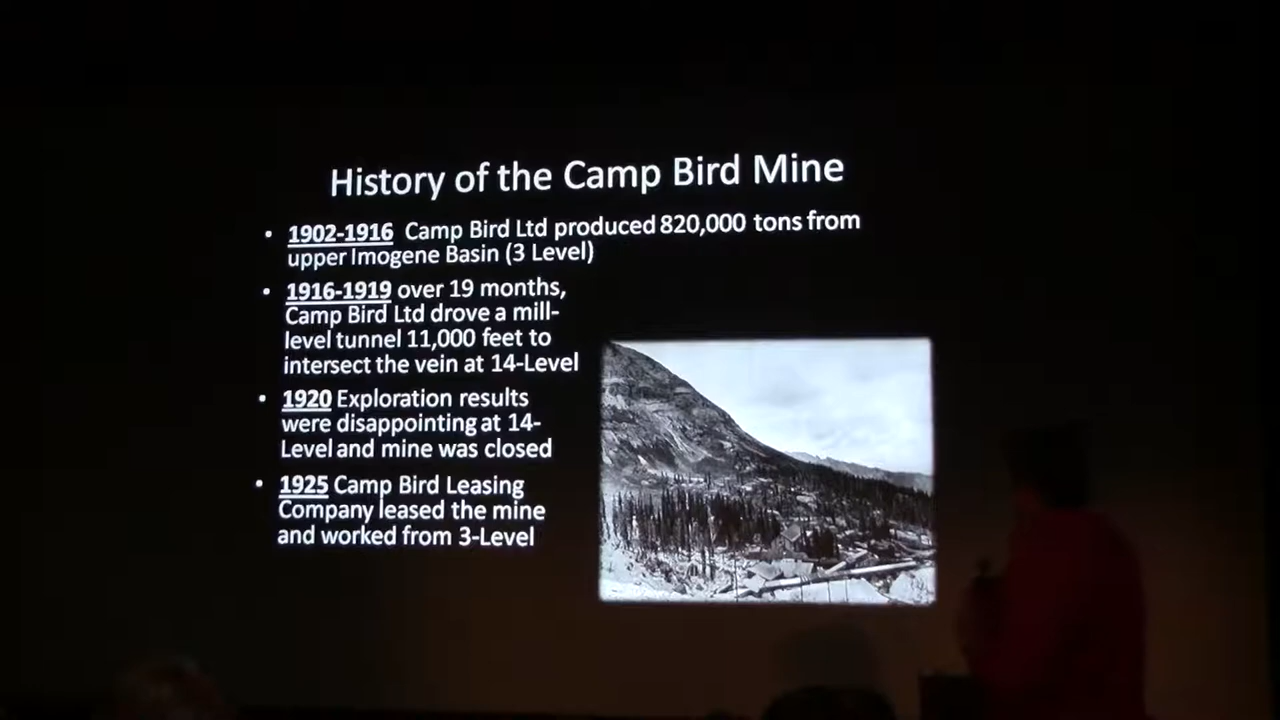 History of the Camp Bird Mine
• 1902-1916 Camp Bird Ltd produced 820,000 tons from
upper Imogene Basin (3 Level)
• 1916-1919 over 19 months,
Camp Bird Ltd drove a mill-
level tunnel 11,000 feet to
intersect the vein at 14-Level
• 1920 Exploration results
were disappointing at 14-
Level and mine was closed
• 1925 Camp Bird Leasing
Company leased the mine
and worked from 3-Level